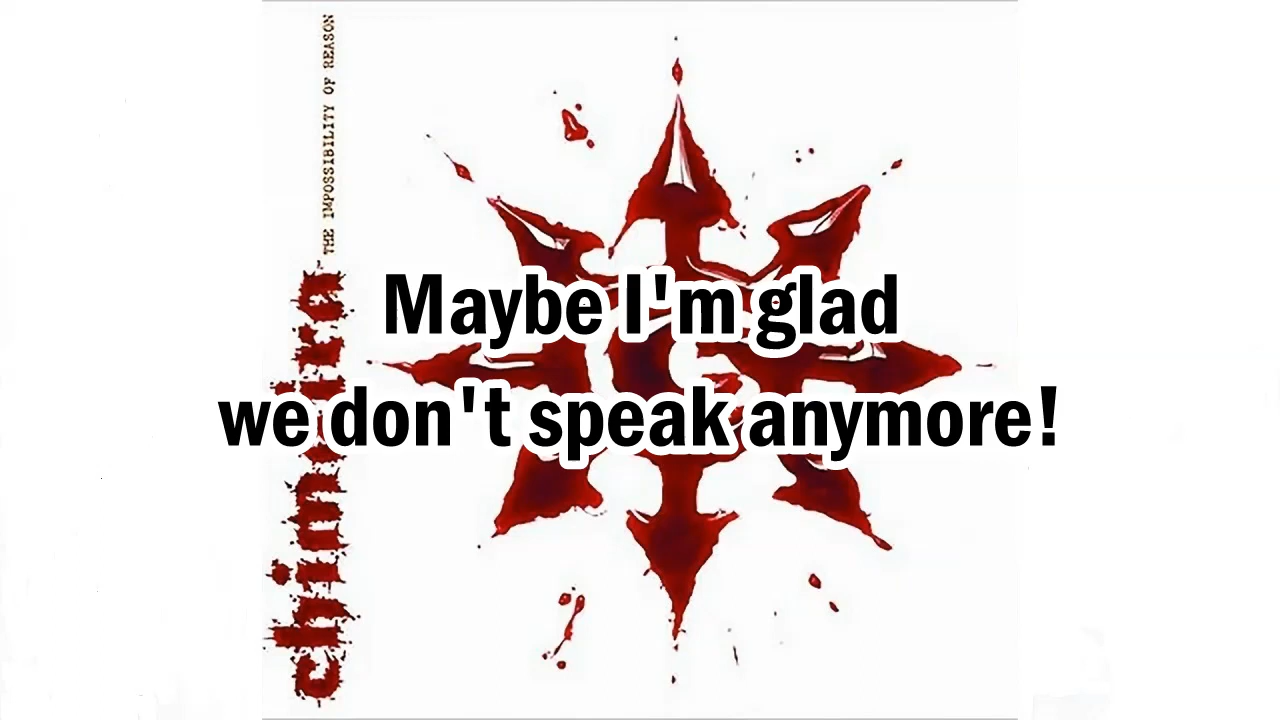 THE IMPOSSIBILITY OF REASON
chimaira
Maybe I'm glad
we don't speak anymore!